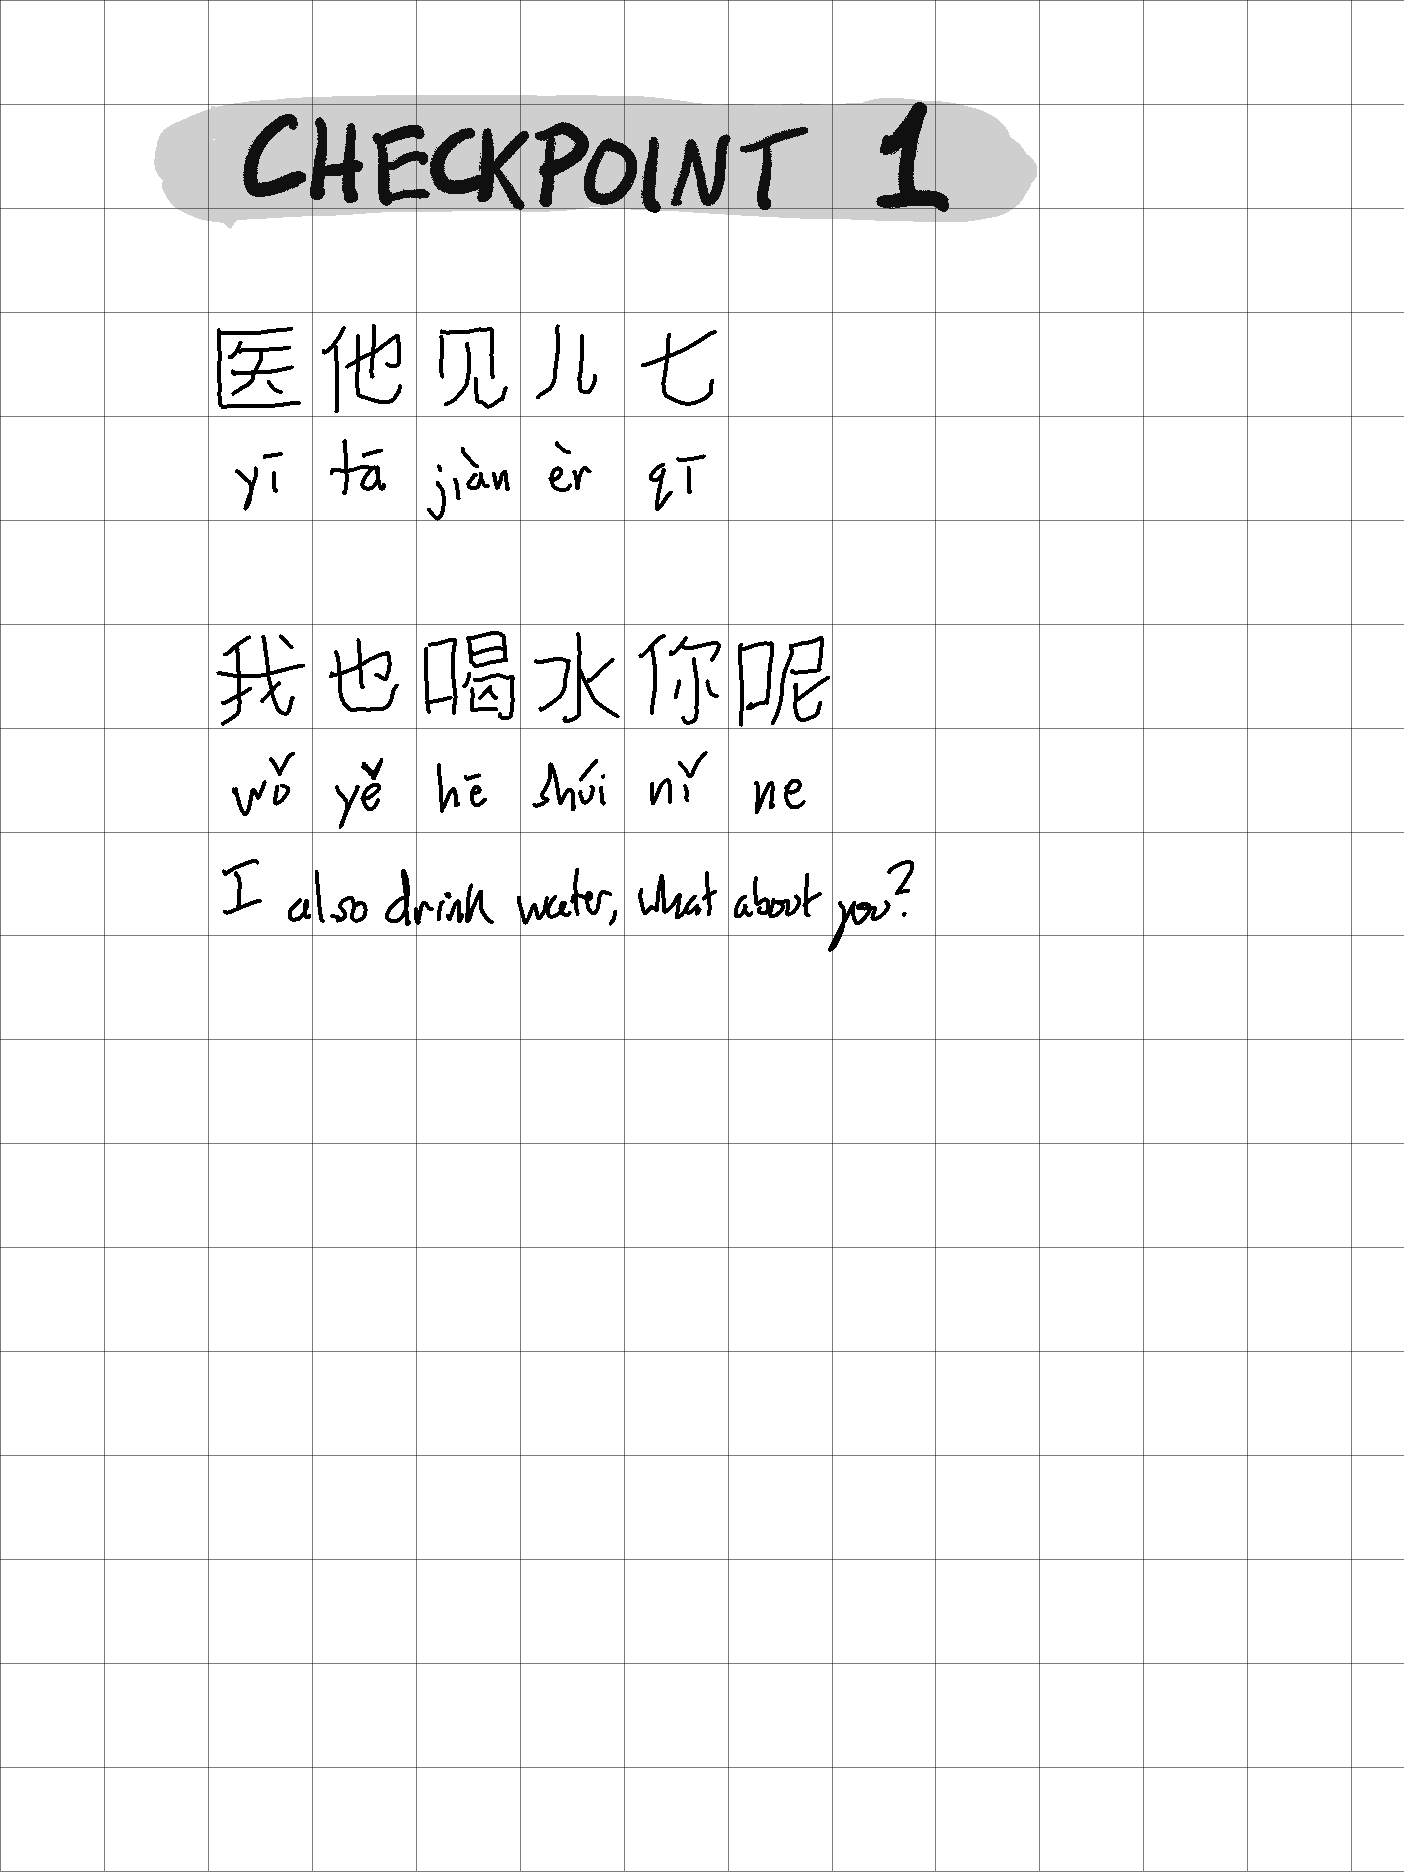 CHECKPOINT 1
医他见儿七
yī tā jiàn èr qī
我也喝水你呢
wǒ yě hē shúi nǐ ne
I also drink water, what about you?